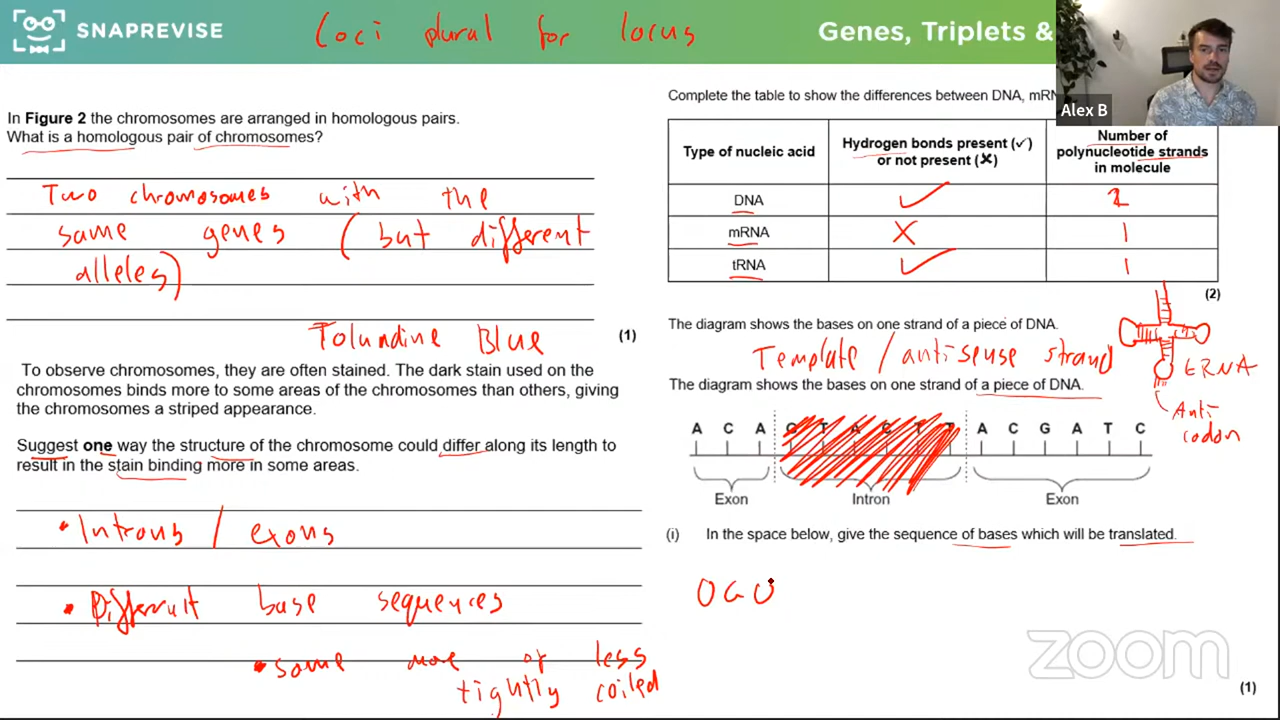 SNAPREVISE
Loci plural for locus
Genes, Triplets &
Alex B
In Figure 2 the chromosomes are arranged in homologous pairs.
What is a homologous pair of chromosomes?
Two chromosomes with the
same genes (but different
alleles)
(1)
Tolundine Blue
To observe chromosomes, they are often stained. The dark stain used on the
chromosomes binds more to some areas of the chromosomes than others, giving
the chromosomes a striped appearance.
Suggest one way the structure of the chromosome could differ along its length to
result in the stain binding more in some areas.
• Introns / exons
• Different base sequences
• some more or less
tightly coiled
Complete the table to show the differences between DNA, mRN
Type of nucleic acid
Hydrogen bonds present (✓)
or not present (✗)
Number of
polynucleotide strands
in molecule
DNA ✓ 2
mRNA ✗ 1
tRNA ✓ 1
(2)
The diagram shows the bases on one strand of a piece of DNA.
Template / antisense strand
tRNA
Anti
codon
The diagram shows the bases on one strand of a piece of DNA.
A C A G T A C T T A C G A T C
Exon Intron Exon
(i) In the space below, give the sequence of bases which will be translated.
U G U
zoom
(1)